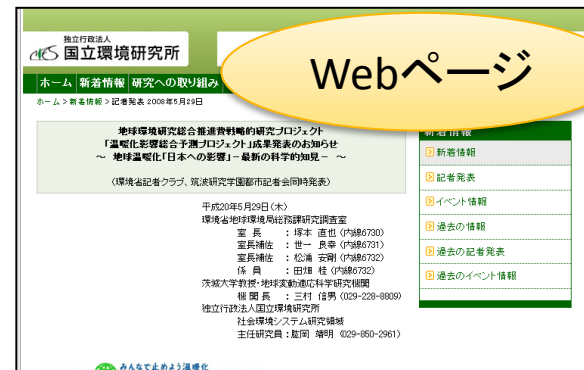 独立行政法人
国立環境研究所
Webページ
ホーム 新着情報 研究への取り組み
ホーム > 新着情報 > 記者発表 2008年5月29日
地球環境研究総合推進費戦略的研究プロジェクト
「温暖化影響総合予測プロジェクト」成果発表のお知らせ
～ 地球温暖化「日本への影響」－最新の科学的知見－ ～
(環境省記者クラブ、筑波研究学園都市記者会同時発表)
平成20年5月29日(木)
環境省地球環境局総務課研究調査室
室 長 : 塚本 直也 (内線6730)
室長補佐 : 世一 良幸 (内線6731)
室長補佐 : 松浦 安剛 (内線6732)
係 員 : 田畑 桂 (内線6732)
茨城大学教授・地球変動適応科学研究機関
機 関 長 : 三村 信男 (029-228-8809)
独立行政法人国立環境研究所
社会環境システム研究領域
主任研究員 : 肱岡 靖明 (029-850-2961)
新着情報
新着情報
記者発表
イベント情報
過去の情報
過去の記者発表
過去のイベント情報
みんなで止めよう温暖化